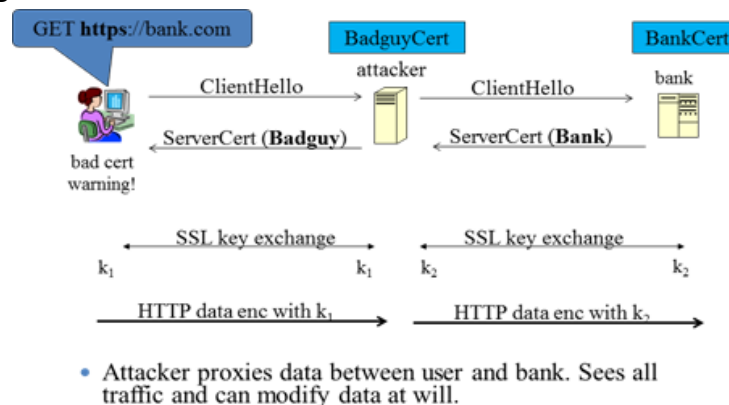 GET https://bank.com
BadguyCert
BankCert
attacker
bank
ClientHello
ClientHello
ServerCert (Badguy)
ServerCert (Bank)
bad cert
warning!
SSL key exchange
SSL key exchange
k₁
k₁
k₂
k₂
HTTP data enc with k₁
HTTP data enc with k₂
• Attacker proxies data between user and bank. Sees all
traffic and can modify data at will.